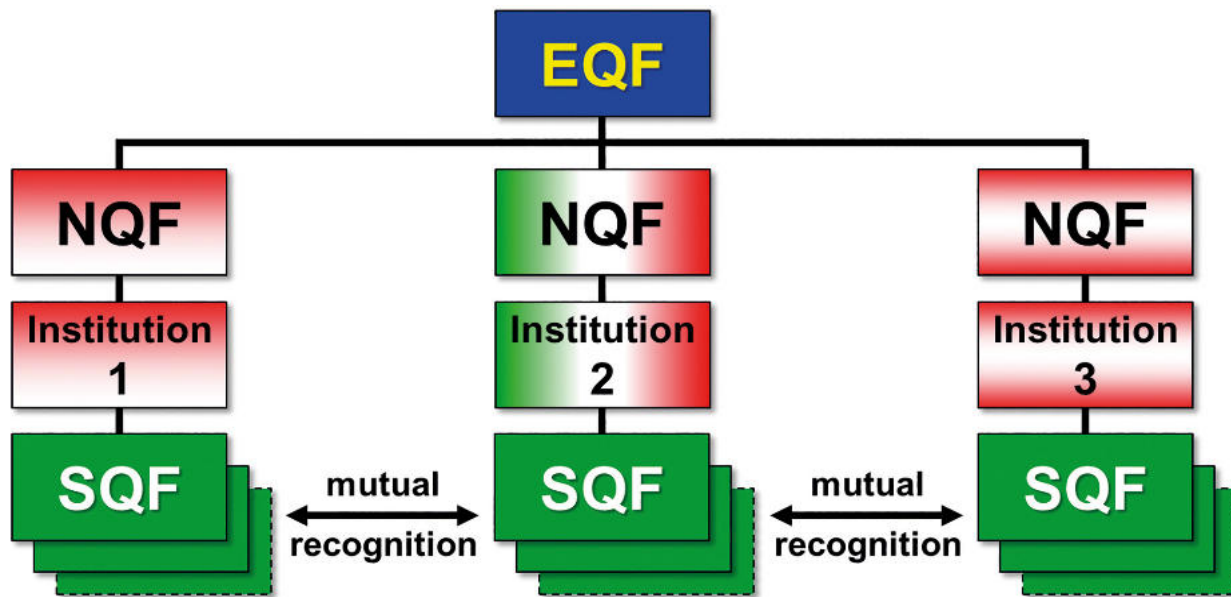 EQF
NQF
NQF
NQF
Institution
1
Institution
2
Institution
3
SQF
mutual
recognition
SQF
mutual
recognition
SQF